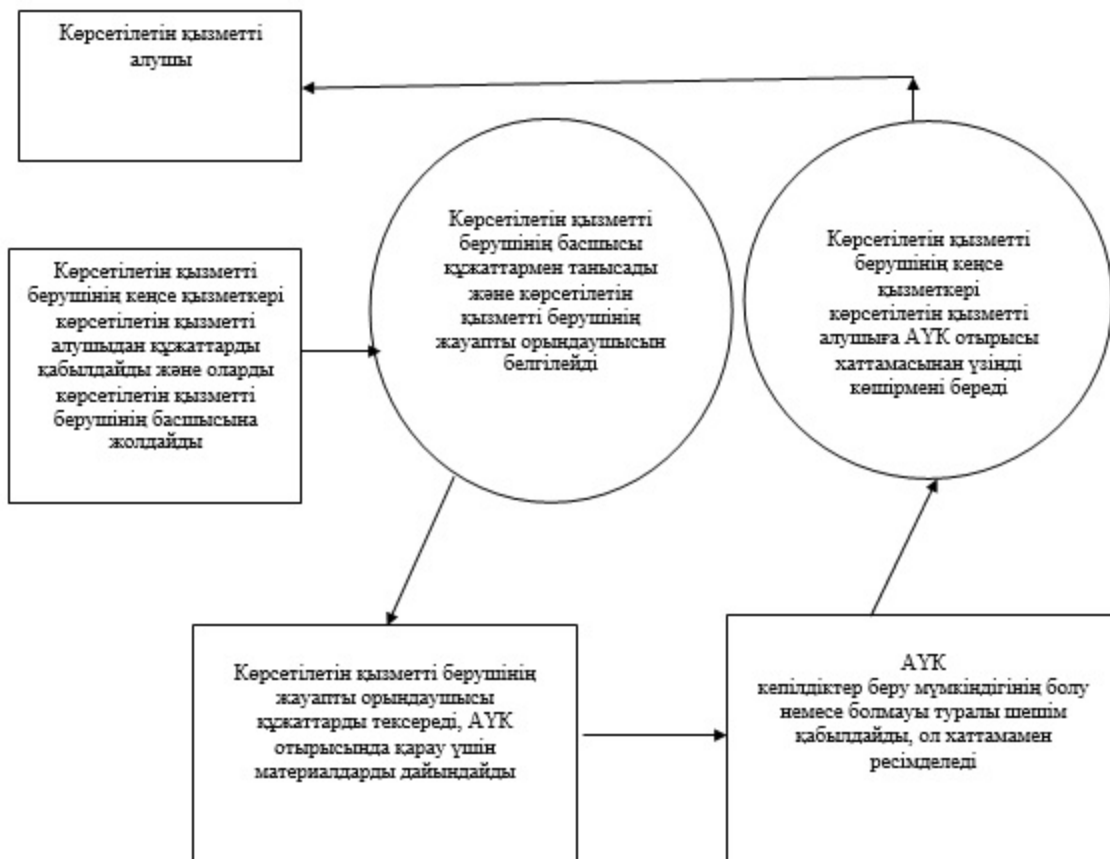 Көрсетілетін қызметті
алушы
Көрсетілетін қызметті
берушінің кеңсе қызметкері
көрсетілетін қызметті
алушыдан құжаттарды
қабылдайды және оларды
көрсетілетін қызметті
берушінің басшысына
жолдайды
Көрсетілетін қызметті
берушінің басшысы
құжаттармен танысады
және көрсетілетін
қызметті берушінің
жауапты орындаушысын
белгілейді
Көрсетілетін қызметті
берушінің кеңсе
қызметкері
көрсетілетін қызметті
алушыға АҮК отырысы
хаттамасынан үзінді
көшірмені береді
Көрсетілетін қызметті берушінің
жауапты орындаушысы
құжаттарды тексереді, АҮК
отырысында қарау үшін
материалдарды дайындайды
АҮК
кепілдіктер беру мүмкіндігінің болу
немесе болмауы туралы шешім
қабылдайды, ол хаттамамен
ресімделеді